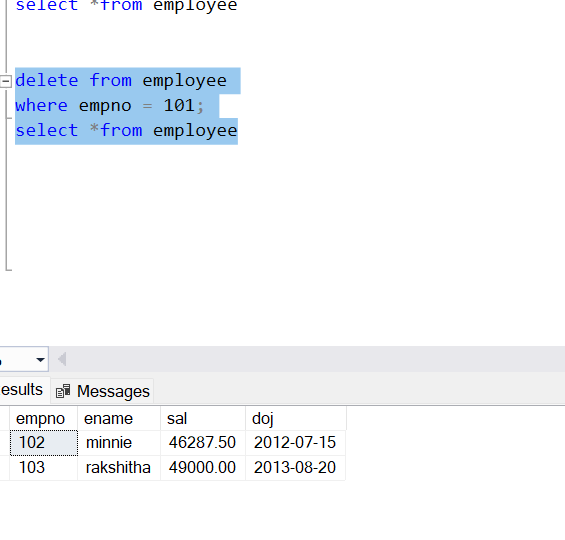 select *from employee
delete from employee
where empno = 101;
select *from employee
esults Messages
empno ename sal doj
102 minnie 46287.50 2012-07-15
103 rakshitha 49000.00 2013-08-20